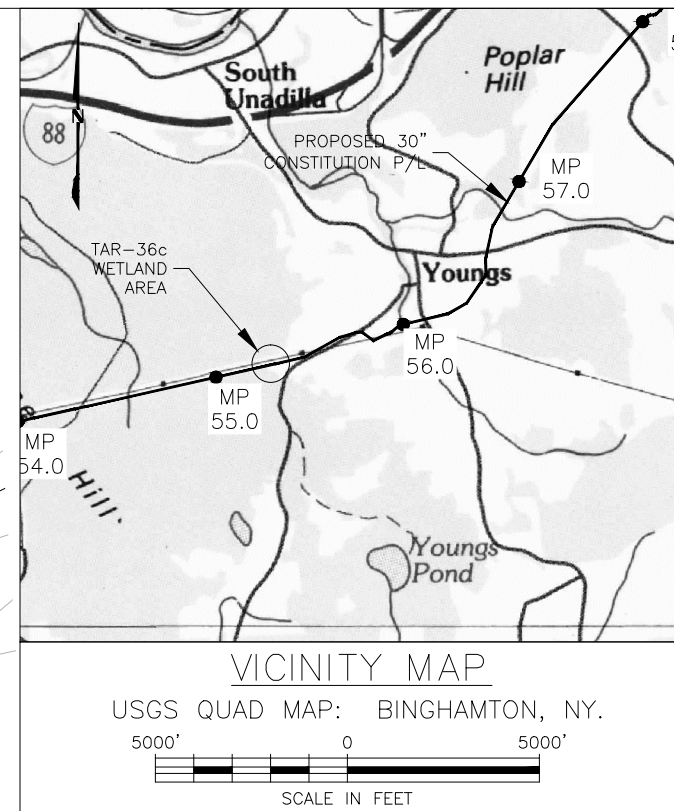 Poplar
Hill
South
Unadilla
N
88
PROPOSED 30"
CONSTITUTION P/L
MP
57.0
TAR-36c
WETLAND
AREA
Youngs
MP
56.0
MP
55.0
MP
54.0
Hill
Youngs
Pond
VICINITY MAP
USGS QUAD MAP: BINGHAMTON, NY.
5000' 0 5000'
SCALE IN FEET